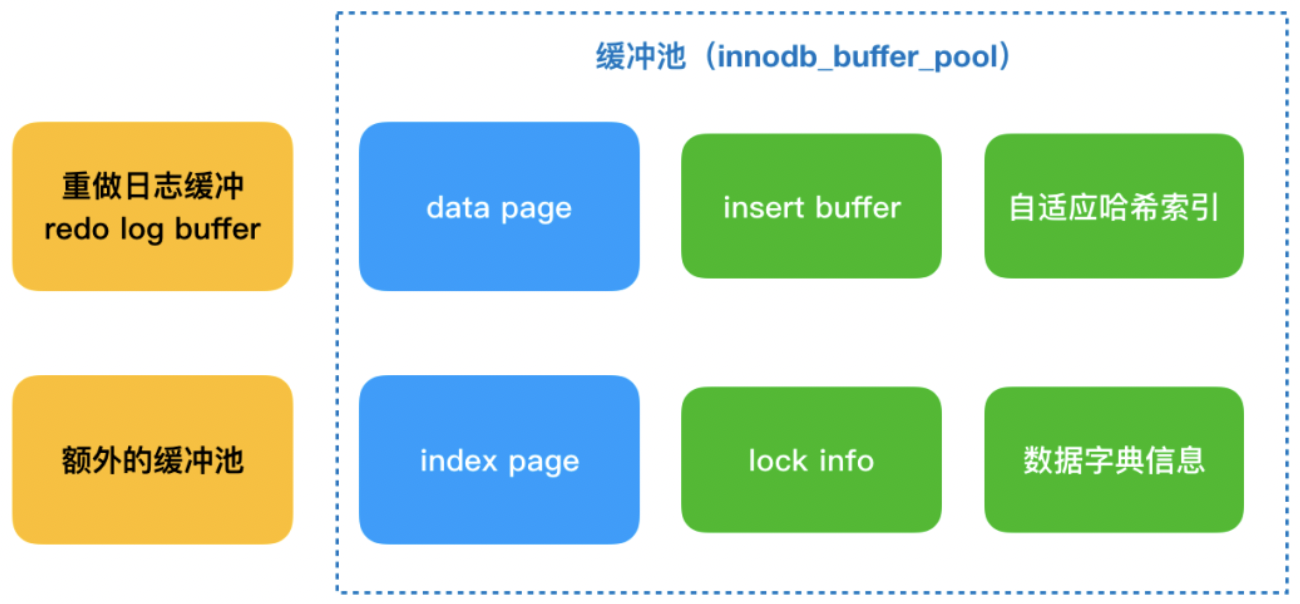 缓冲池（innodb_buffer_pool）
重做日志缓冲
redo log buffer
data page
insert buffer
自适应哈希索引
额外的缓冲池
index page
lock info
数据字典信息